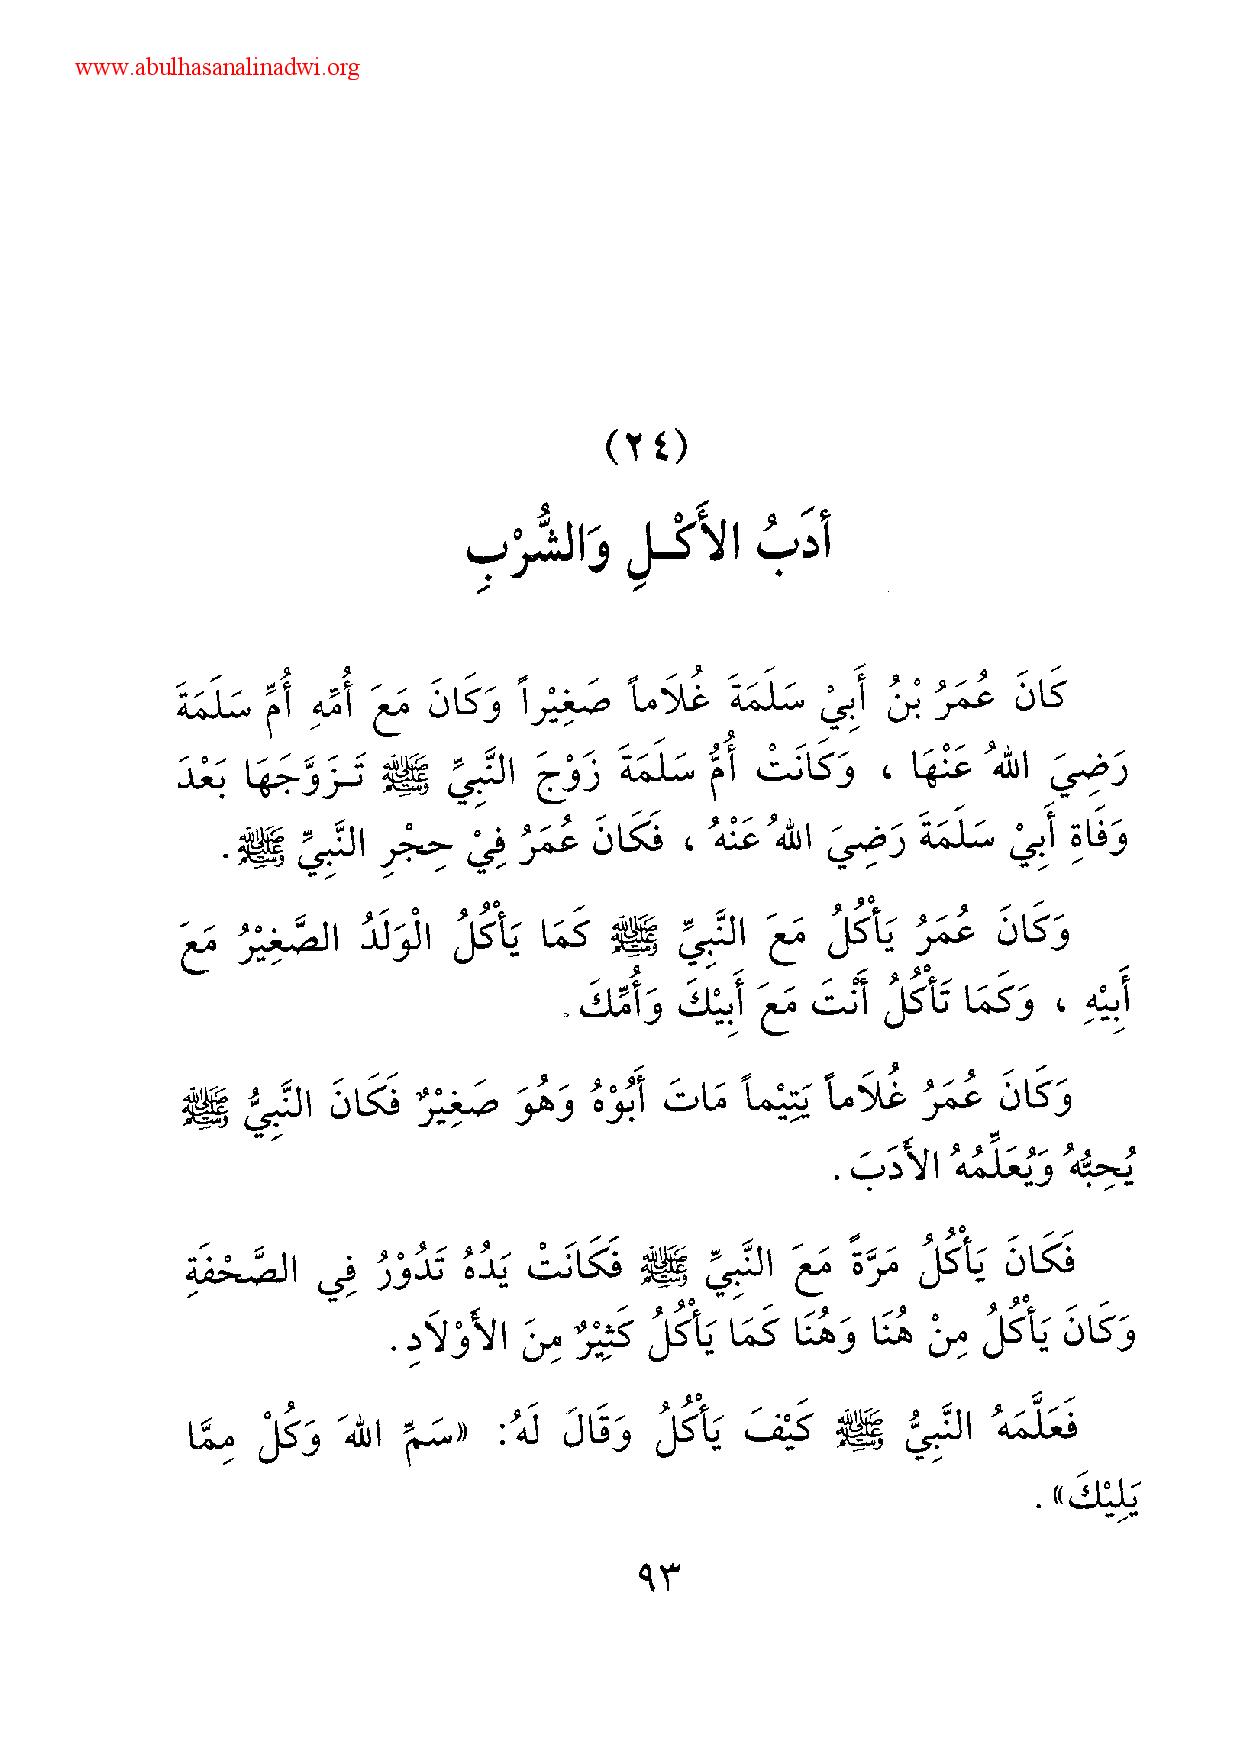 www.abulhasanalinadwi.org
(٢٤)
أدَبُ الأَكْلِ وَالشُّرْبِ
كَانَ عُمَرُ بْنُ أَبِيْ سَلَمَةَ غُلَاماً صَغِيْراً وَكَانَ مَعَ أُمِّهِ أُمِّ سَلَمَةَ
رَضِيَ اللهُ عَنْهَا ، وَكَانَتْ أُمُّ سَلَمَةَ زَوْجَ النَّبِيِّ ﷺ تَـزَوَّجَهَا بَعْدَ
وَفَاةِ أَبِيْ سَلَمَةَ رَضِيَ اللهُ عَنْهُ ، فَكَانَ عُمَرُ فِيْ حِجْرِ النَّبِيِّ ﷺ .
وَكَانَ عُمَرُ يَأْكُلُ مَعَ النَّبِيِّ ﷺ كَمَا يَأْكُلُ الْوَلَدُ الصَّغِيْرُ مَعَ
أَبِيْهِ ، وَكَمَا تَأْكُلُ أَنْتَ مَعَ أَبِيْكَ وَأُمِّكَ .
وَكَانَ عُمَرُ غُلَاماً يَتِيْماً مَاتَ أَبُوْهُ وَهُوَ صَغِيْرٌ فَكَانَ النَّبِيُّ ﷺ
يُحِبُّهُ وَيُعَلِّمُهُ الأَدَبَ .
فَكَانَ يَأْكُلُ مَرَّةً مَعَ النَّبِيِّ ﷺ فَكَانَتْ يَدُهُ تَدُوْرُ فِي الصَّحْفَةِ
وَكَانَ يَأْكُلُ مِنْ هُنَا وَهُنَا كَمَا يَأْكُلُ كَثِيْرٌ مِنَ الأَوْلَادِ .
فَعَلَّمَهُ النَّبِيُّ ﷺ كَيْفَ يَأْكُلُ وَقَالَ لَهُ: «سَمِّ اللهَ وَكُلْ مِمَّا
يَلِيْكَ» .
٩٣